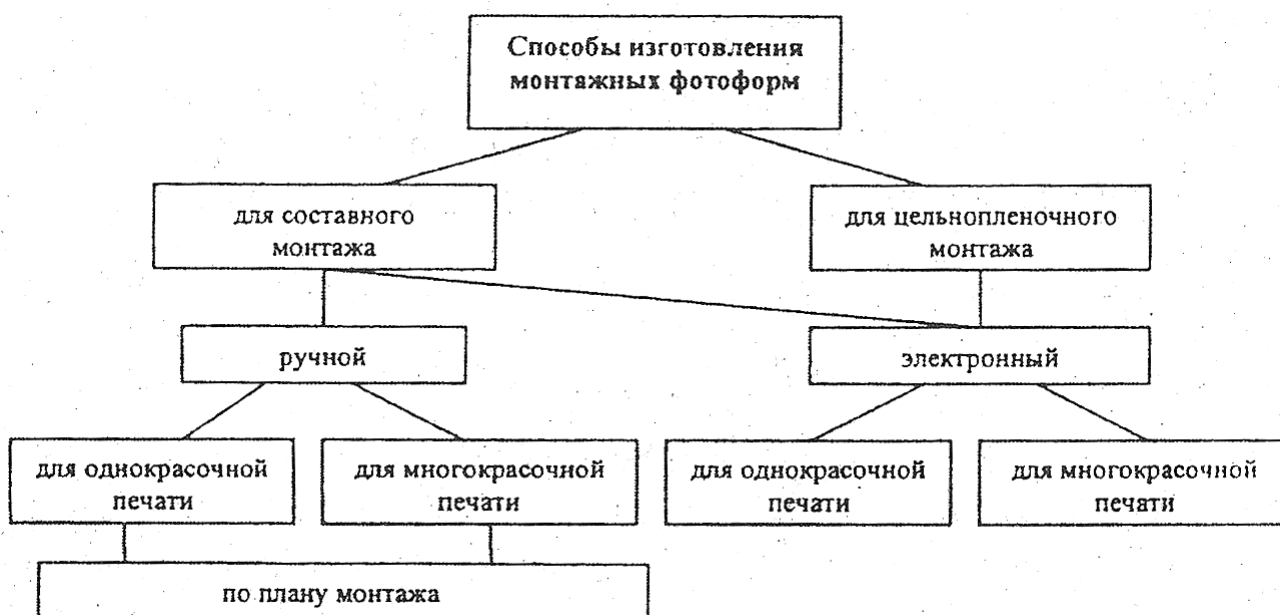 Способы изготовления
монтажных фотоформ
для составного
монтажа
для цельнопленочного
монтажа
ручной
электронный
для однокрасочной
печати
для многокрасочной
печати
для однокрасочной
печати
для многокрасочной
печати
по плану монтажа